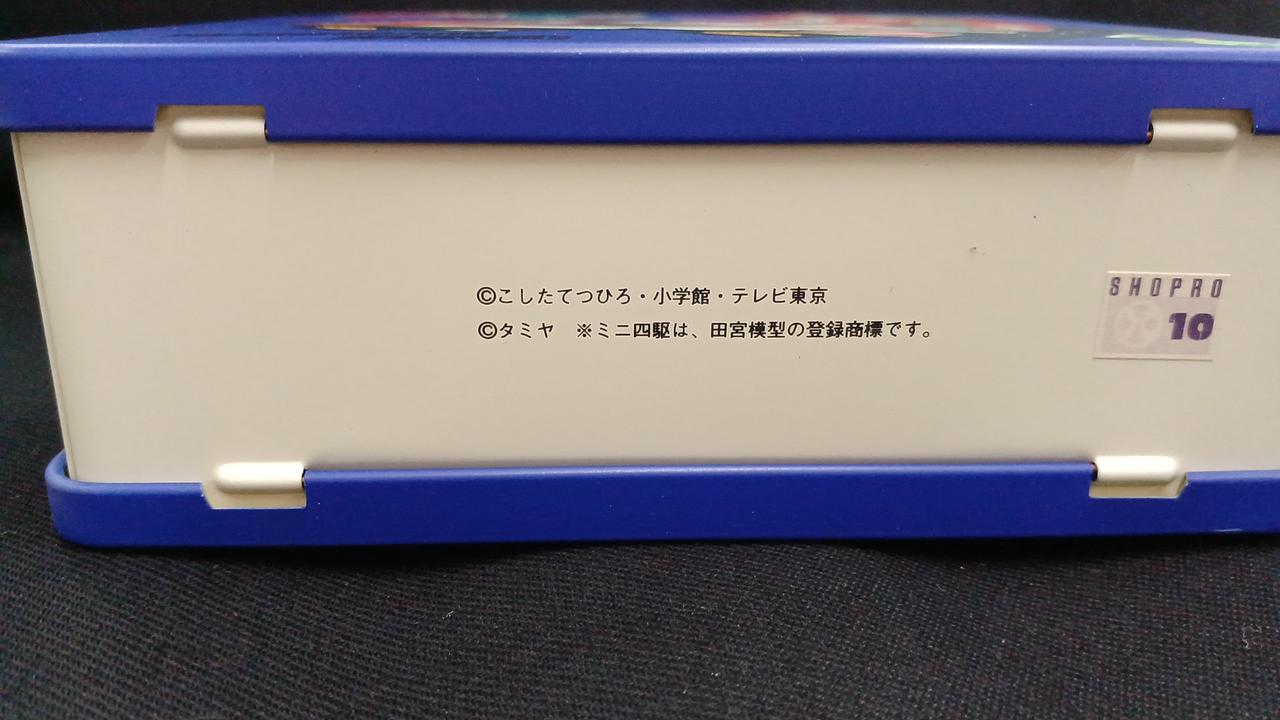 ©こしたてつひろ・小学館・テレビ東京
©タミヤ　※ミニ四駆は、田宮模型の登録商標です。
SHOPRO
10